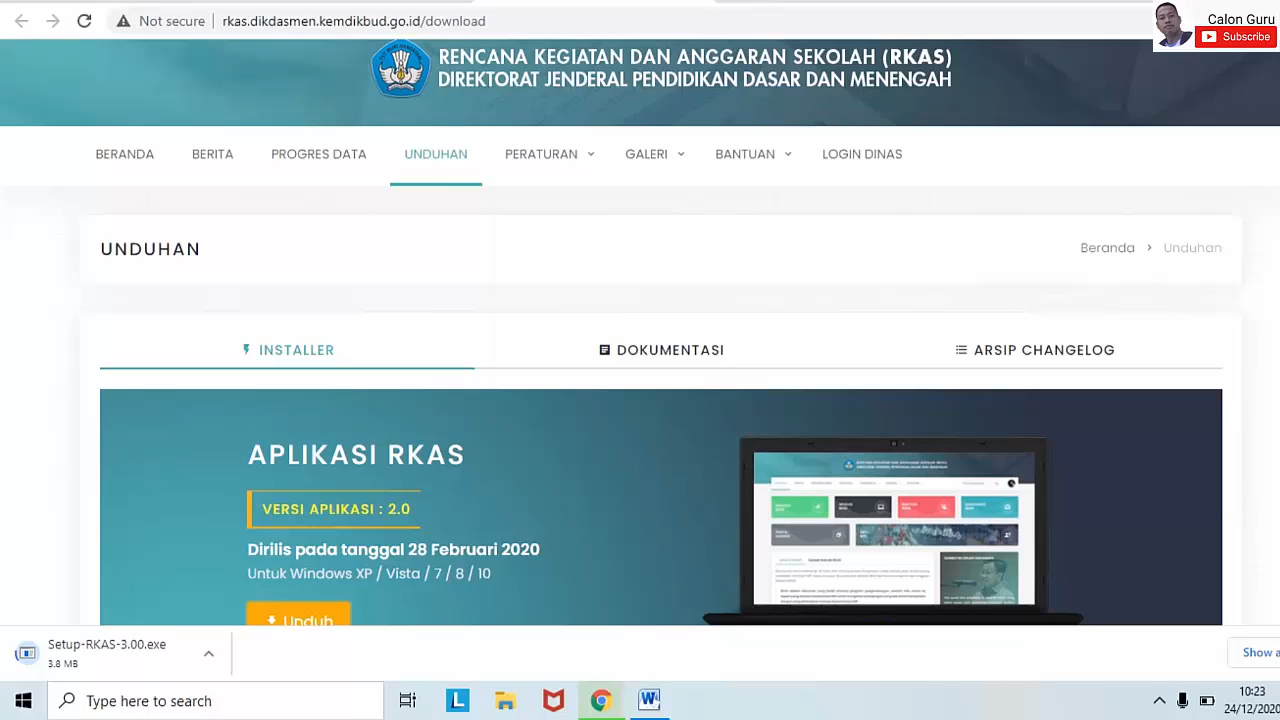 Not secure
rkas.dikdasmen.kemdikbud.go.id/download
Calon Guru
Subscribe
RENCANA KEGIATAN DAN ANGGARAN SEKOLAH (RKAS)
DIREKTORAT JENDERAL PENDIDIKAN DASAR DAN MENENGAH
BERANDA BERITA PROGRES DATA UNDUHAN PERATURAN GALERI BANTUAN LOGIN DINAS
UNDUHAN
Beranda > Unduhan
INSTALLER
DOKUMENTASI
ARSIP CHANGELOG
APLIKASI RKAS
VERSI APLIKASI : 2.0
Dirilis pada tanggal 28 Februari 2020
Untuk Windows XP / Vista / 7 / 8 / 10
Unduh
Setup-RKAS-3.00.exe
3.8 MB
Show a
Type here to search
10:23
24/12/2020